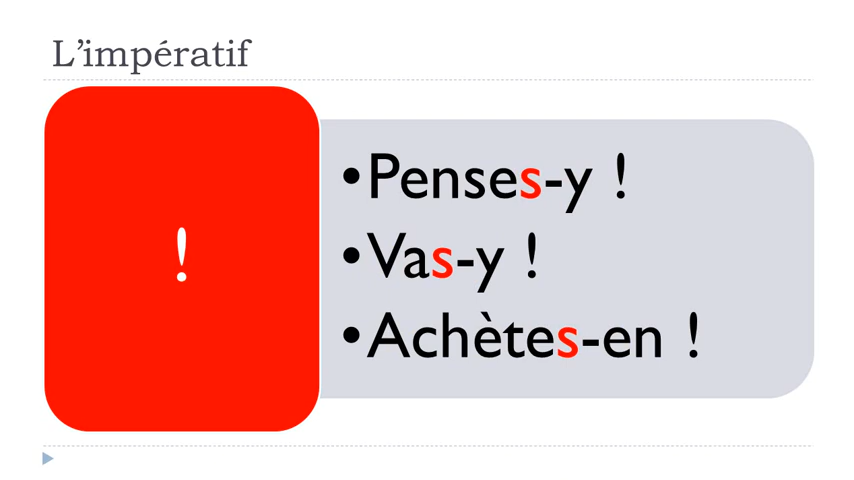 L’impératif
!
•Penses-y !
•Vas-y !
•Achètes-en !